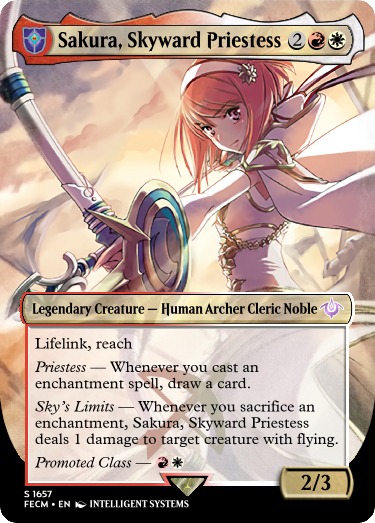 Sakura, Skyward Priestess 2
Legendary Creature — Human Archer Cleric Noble
Lifelink, reach
Priestess — Whenever you cast an
enchantment spell, draw a card.
Sky's Limits — Whenever you sacrifice an
enchantment, Sakura, Skyward Priestess
deals 1 damage to target creature with flying.
Promoted Class —
2/3
S 1657
FECM • EN INTELLIGENT SYSTEMS